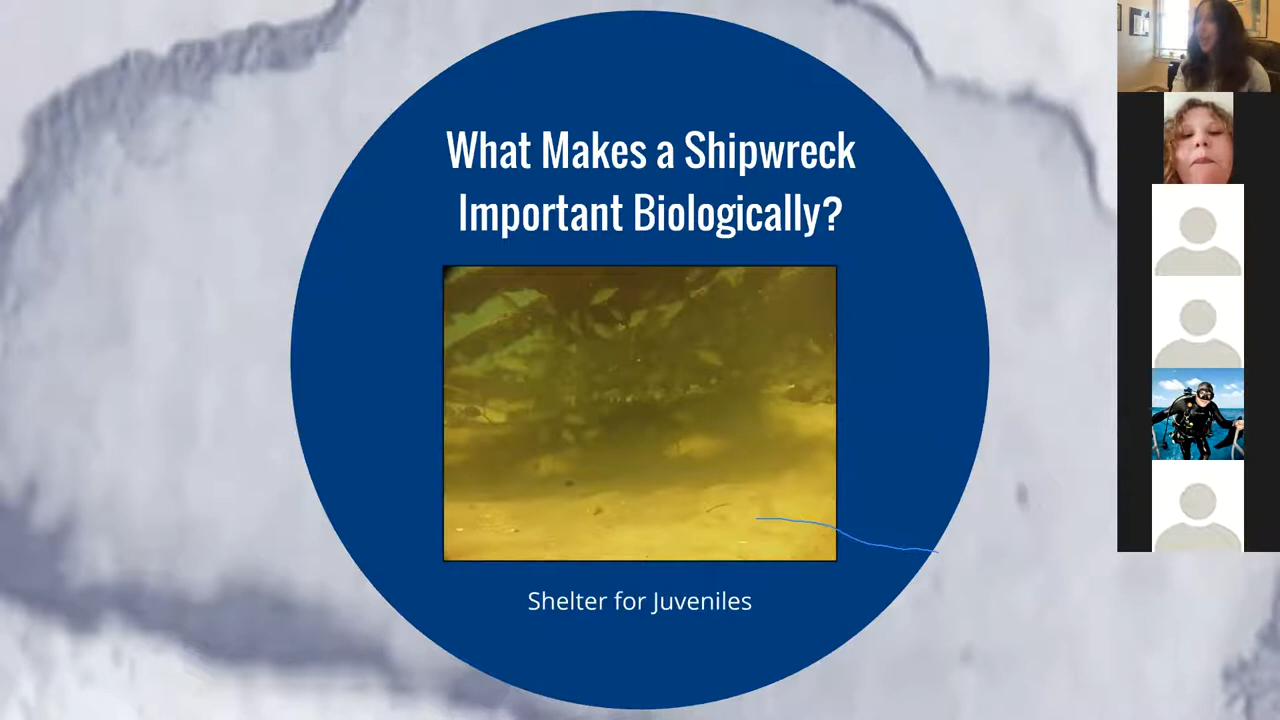 What Makes a Shipwreck
Important Biologically?
Shelter for Juveniles